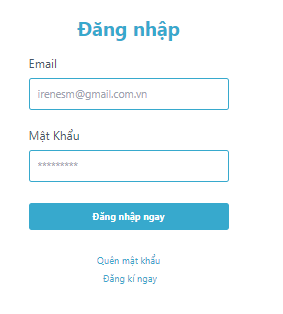 Đăng nhập
Email
irenesm@gmail.com.vn
Mật Khẩu
*********
Đăng nhập ngay
Quên mật khẩu
Đăng kí ngay